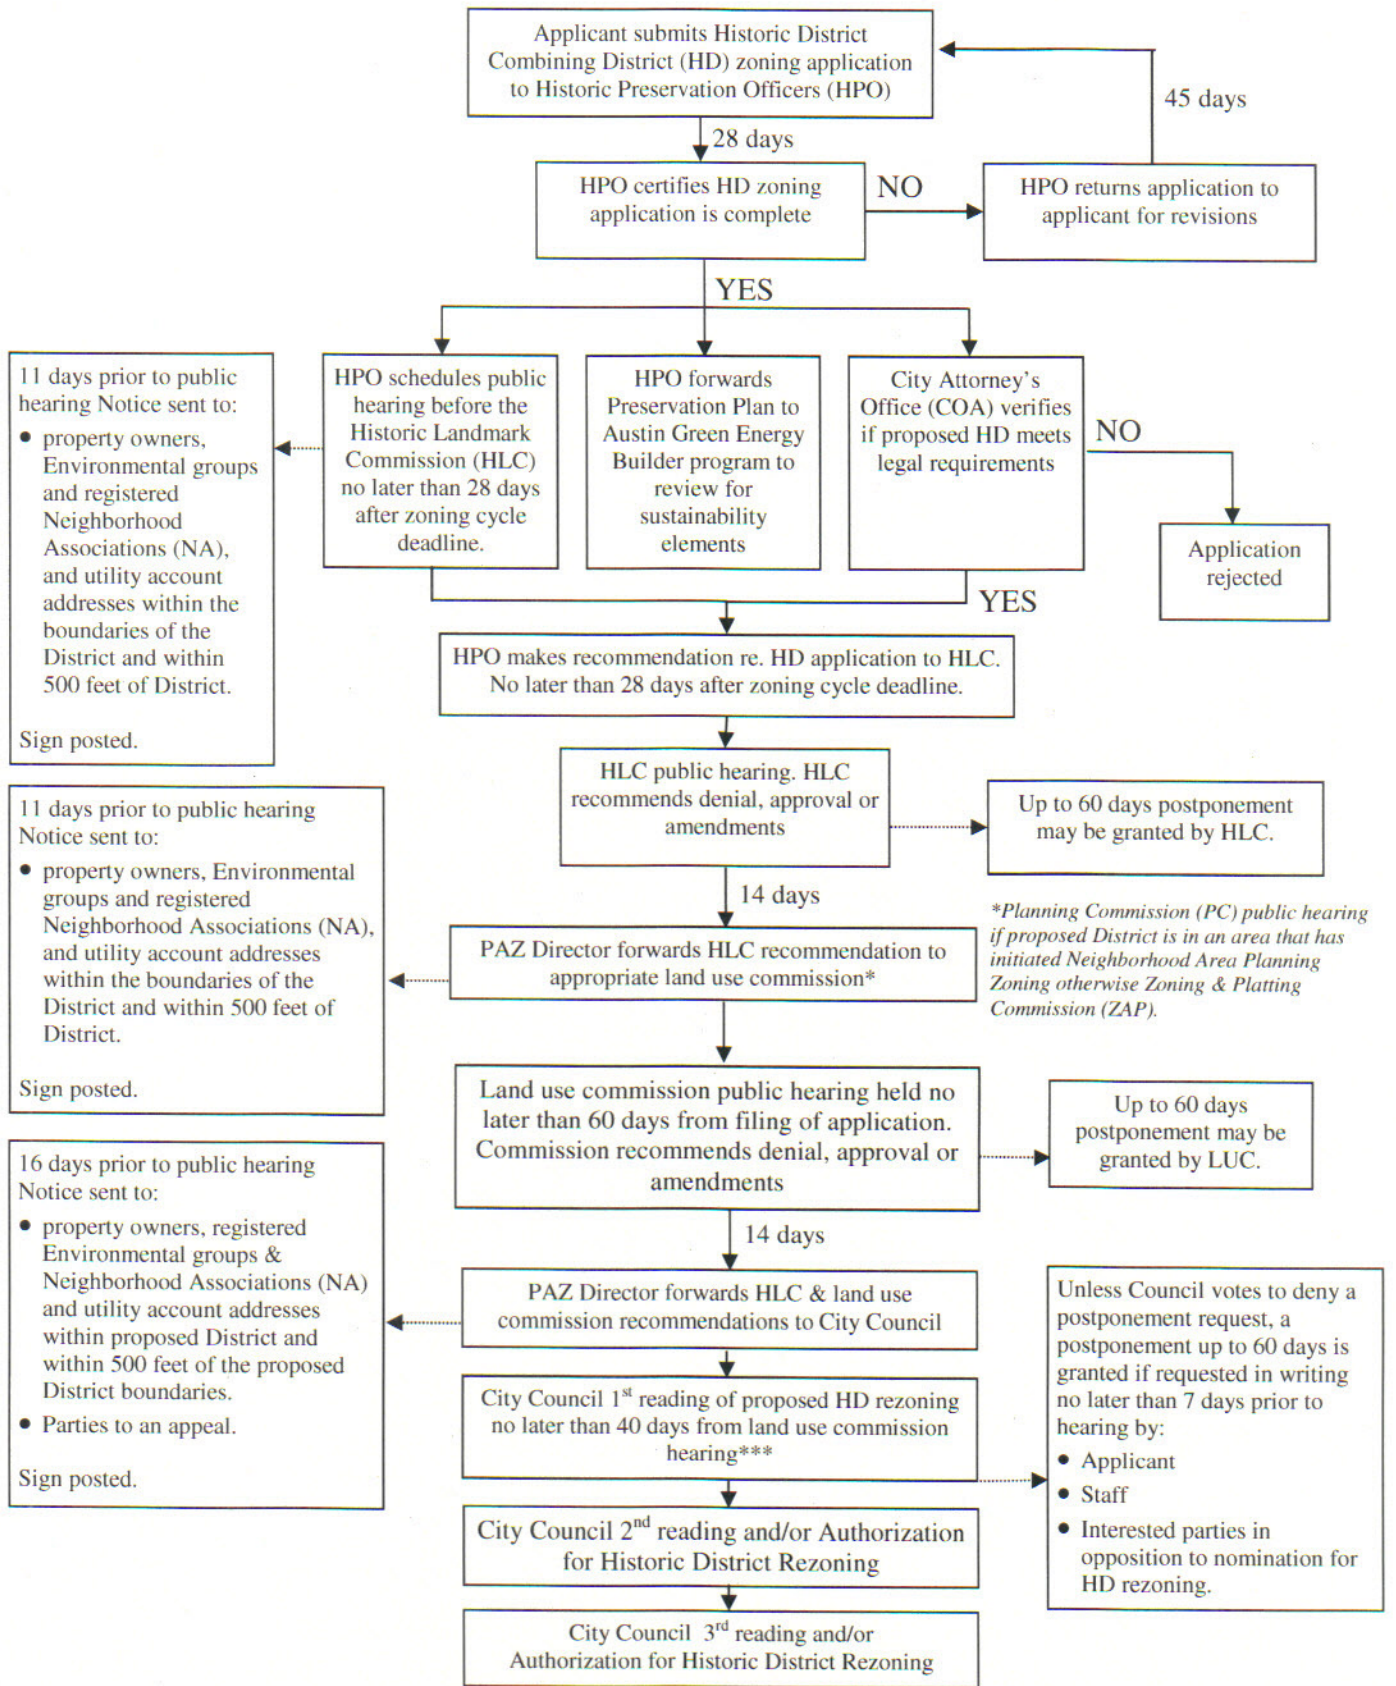 Applicant submits Historic District
Combining District (HD) zoning application
to Historic Preservation Officers (HPO)
45 days
28 days
HPO certifies HD zoning
application is complete
NO
HPO returns application to
applicant for revisions
YES
11 days prior to public
hearing Notice sent to:
• property owners,
Environmental groups
and registered
Neighborhood
Associations (NA),
and utility account
addresses within the
boundaries of the
District and within
500 feet of District.
Sign posted.
HPO schedules public
hearing before the
Historic Landmark
Commission (HLC)
no later than 28 days
after zoning cycle
deadline.
HPO forwards
Preservation Plan to
Austin Green Energy
Builder program to
review for
sustainability
elements
City Attorney's
Office (COA) verifies
if proposed HD meets
legal requirements
NO
Application
rejected
YES
HPO makes recommendation re. HD application to HLC.
No later than 28 days after zoning cycle deadline.
HLC public hearing. HLC
recommends denial, approval or
amendments
Up to 60 days postponement
may be granted by HLC.
11 days prior to public hearing
Notice sent to:
• property owners, Environmental
groups and registered
Neighborhood Associations (NA),
and utility account addresses
within the boundaries of the
District and within 500 feet of
District.
Sign posted.
14 days
PAZ Director forwards HLC recommendation to
appropriate land use commission*
*Planning Commission (PC) public hearing
if proposed District is in an area that has
initiated Neighborhood Area Planning
Zoning otherwise Zoning & Platting
Commission (ZAP).
Land use commission public hearing held no
later than 60 days from filing of application.
Commission recommends denial, approval or
amendments
Up to 60 days
postponement may be
granted by LUC.
16 days prior to public hearing
Notice sent to:
• property owners, registered
Environmental groups &
Neighborhood Associations (NA)
and utility account addresses
within proposed District and
within 500 feet of the proposed
District boundaries.
• Parties to an appeal.
Sign posted.
14 days
PAZ Director forwards HLC & land use
commission recommendations to City Council
City Council 1st reading of proposed HD rezoning
no later than 40 days from land use commission
hearing***
Unless Council votes to deny a
postponement request, a
postponement up to 60 days is
granted if requested in writing
no later than 7 days prior to
hearing by:
• Applicant
• Staff
• Interested parties in
opposition to nomination for
HD rezoning.
City Council 2nd reading and/or Authorization
for Historic District Rezoning
City Council 3rd reading and/or
Authorization for Historic District Rezoning